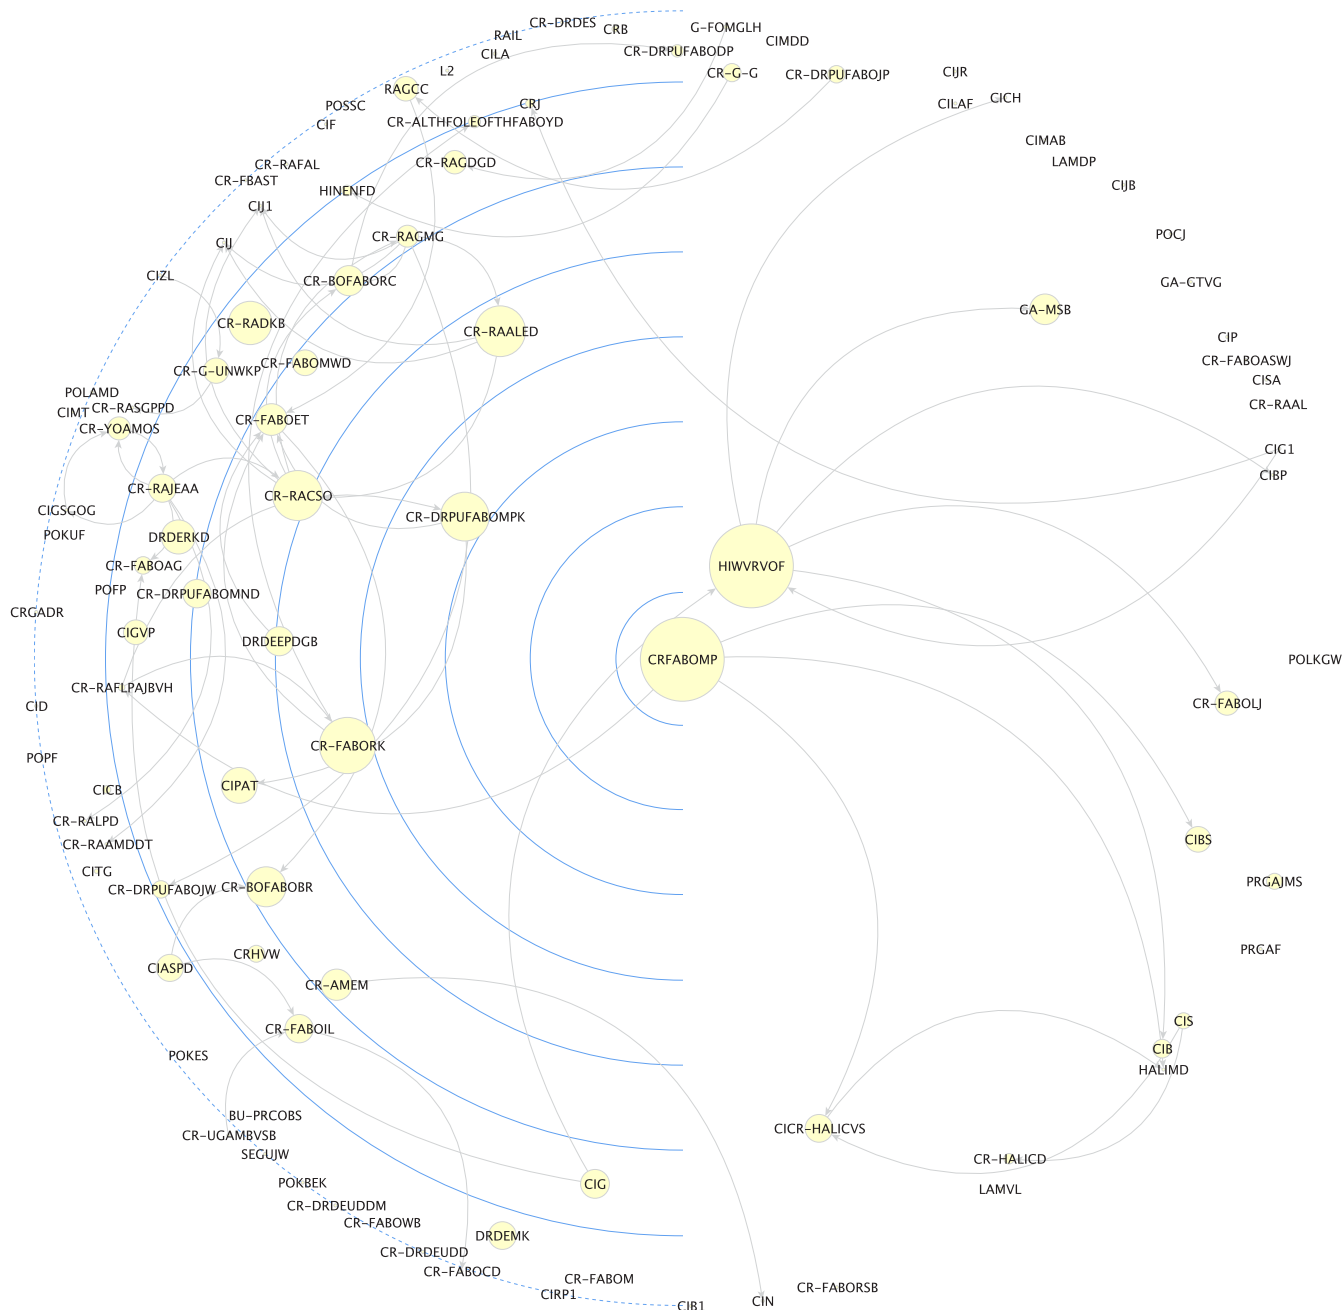 CR-DRDES
CRB
G-FOMGLH
RAIL
CIMDD
CILA
CR-DRPUFABODP
L2
CR-G-G
CR-DRPUFABOJP
CIJR
RAGCC
CICH
POSSC
CRJ
CILAF
CIF
CR-ALTHFOLEOFTHFABOYD
CIMAB
CR-RAFAL
CR-RAGDGD
LAMDP
CR-FBAST
HINENFD
CIJB
CIJ1
CR-RAGMG
POCJ
CIJ
CIZL
CR-BOFABORC
GA-GTVG
GA-MSB
CR-RADKB
CR-RAALED
CIP
CR-G-UNWKP
CR-FABOMWD
CR-FABOASWJ
CISA
POLAMD
CR-RASGPPD
CIMT
CR-RAAL
CR-YOAMOS
CR-FABOET
CIG1
CIBP
CR-RAJEAA
CR-RACSO
CIGSGOG
CR-DRPUFABOMPK
POKUF
DRDERKD
CR-FABOAG
HIWVRVOF
POFP
CR-DRPUFABOMND
CRGADR
CIGVP
DRDEEPDGB
CRFABOMP
POLKGW
CR-RAFLPAJBVH
CID
CR-FABOLJ
CR-FABORK
POPF
CIPAT
CICB
CR-RALPD
CR-RAAMDDT
CIBS
CITG
CR-DRPUFABOJW
CR-BOFABOBR
PRGAJMS
CRHVW
PRGAF
CIASPD
CR-AMEM
CIS
CR-FABOIL
CIB
POKES
HALIMD
BU-PRCOBS
CICR-HALICVS
CR-UGAMBVSB
SEGUJW
CR-HALICD
POKBEK
CIG
LAMVL
CR-DRDEUDDM
CR-FABOWB
DRDEMK
CR-DRDEUDD
CR-FABOCD
CR-FABOM
CR-FABORSB
CIRP1
CIN
CIB1